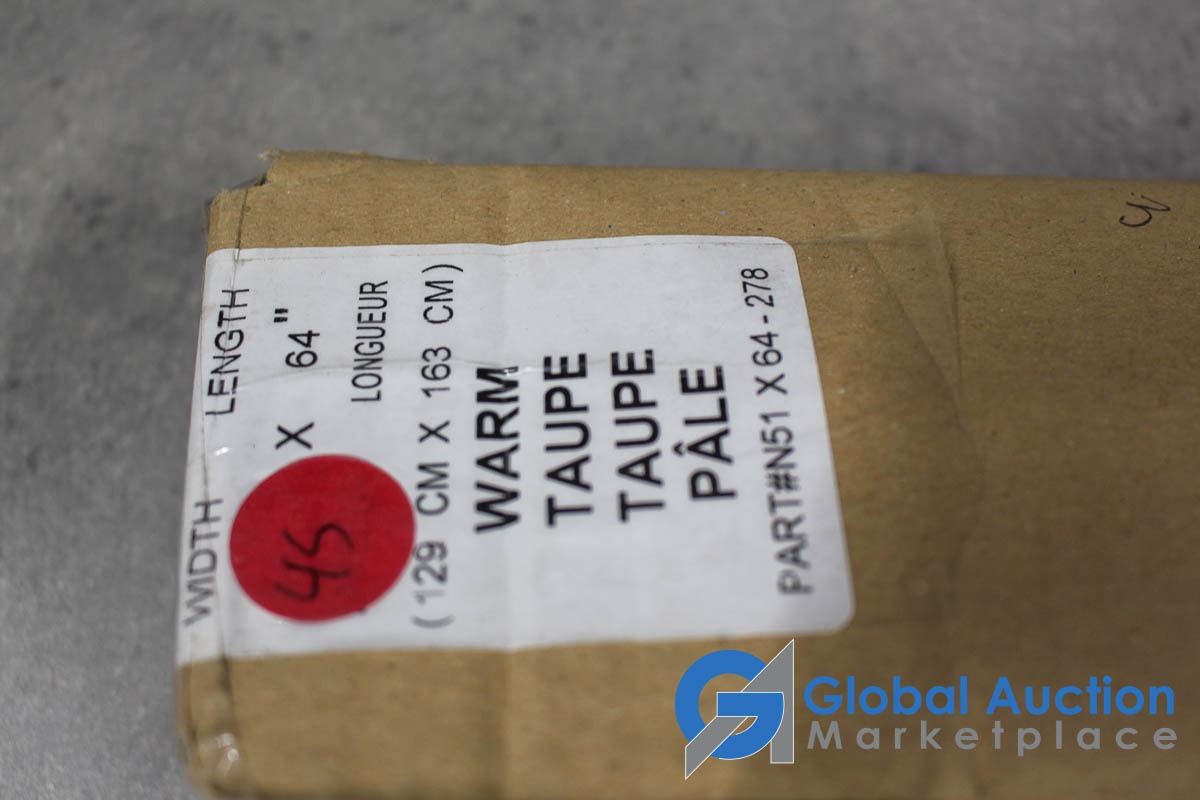 WIDTH LENGTH
X 64"
LONGUEUR
(129 CM X 163 CM)
WARM
TAUPE
TAUPE
PÂLE
PART#N51 X 64 - 278
45
Global Auction
Marketplace